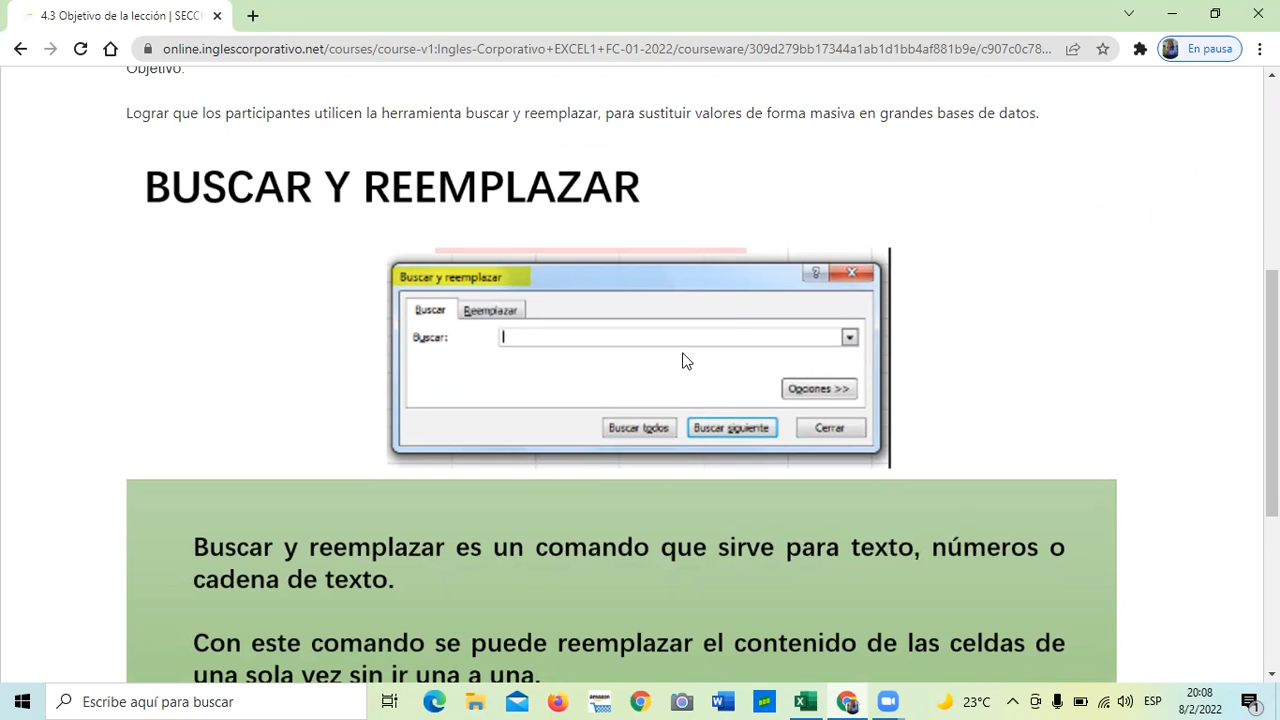 4.3 Objetivo de la lección | SECCI
online.inglescorporativo.net/courses/course-v1:Ingles-Corporativo+EXCEL1+FC-01-2022/courseware/309d279bb17344a1ab1d1bb4af881b9e/c907c0c78...
En pausa
Objetivo:
Lograr que los participantes utilicen la herramienta buscar y reemplazar, para sustituir valores de forma masiva en grandes bases de datos.
BUSCAR Y REEMPLAZAR
Buscar y reemplazar
Buscar Reemplazar
Buscar:
Opciones >>
Buscar todos Buscar siguiente Cerrar
Buscar y reemplazar es un comando que sirve para texto, números o
cadena de texto.
Con este comando se puede reemplazar el contenido de las celdas de
una sola vez sin ir una a una.
Escribe aquí para buscar
amazon
23°C
ESP
20:08
8/2/2022
1